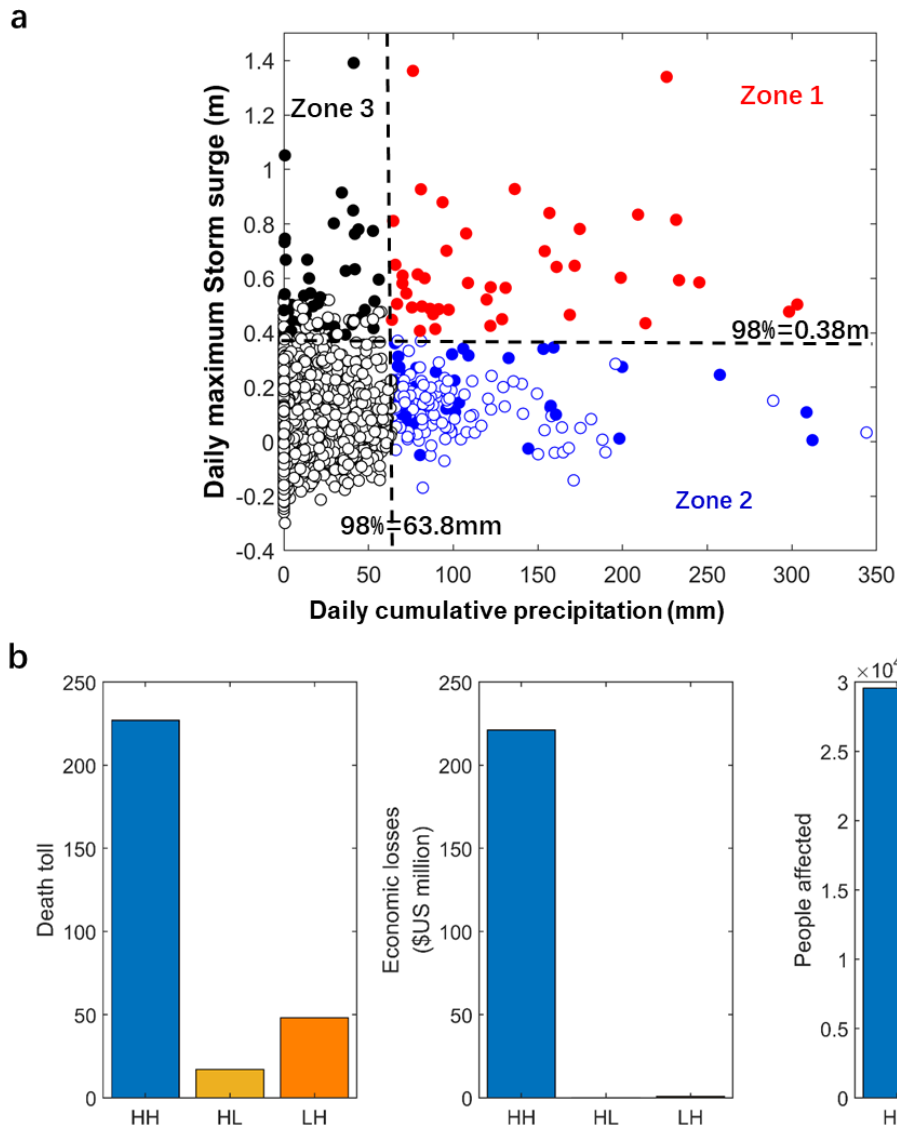 a
Daily maximum Storm surge (m)
1.4
1.2
1
0.8
0.6
0.4
0.2
0
-0.2
-0.4
Zone 3
Zone 1
98%=0.38m
Zone 2
98%=63.8mm
0 50 100 150 200 250 300 350
Daily cumulative precipitation (mm)
b
Death toll
250
200
150
100
50
0
HH HL LH
Economic losses
($US million)
250
200
150
100
50
0
HH HL LH
People affected
×10⁴
3
2.5
2
1.5
1
0.5
0